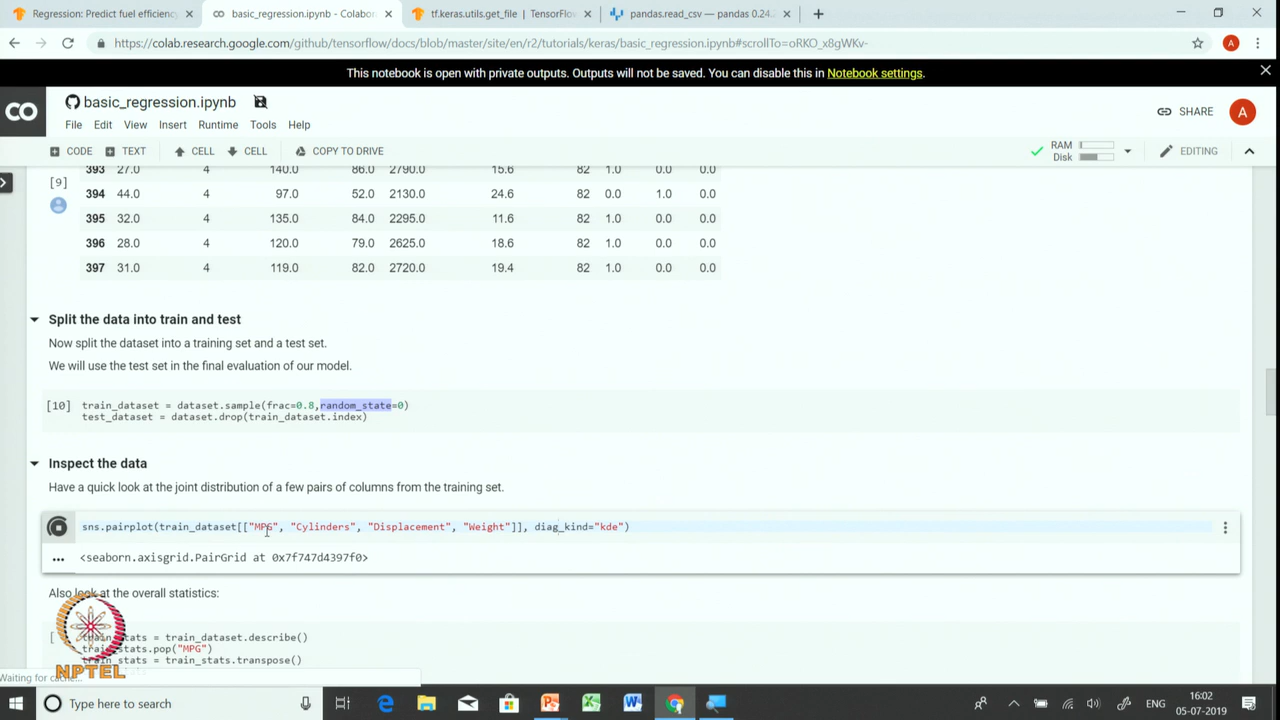 Regression: Predict fuel efficiency
basic_regression.ipynb - Colabora
tf.keras.utils.get_file | TensorFlow
pandas.read_csv — pandas 0.24.
https://colab.research.google.com/github/tensorflow/docs/blob/master/site/en/r2/tutorials/keras/basic_regression.ipynb#scrollTo=oRKO_x8gWKv-
A
This notebook is open with private outputs. Outputs will not be saved. You can disable this in Notebook settings.
CO
basic_regression.ipynb
SHARE
A
File Edit View Insert Runtime Tools Help
CODE TEXT CELL CELL COPY TO DRIVE
RAM
Disk
EDITING
[9]
393 27.0 4 140.0 86.0 2790.0 15.6 82 1.0 0.0 0.0
394 44.0 4 97.0 52.0 2130.0 24.6 82 0.0 1.0 0.0
395 32.0 4 135.0 84.0 2295.0 11.6 82 1.0 0.0 0.0
396 28.0 4 120.0 79.0 2625.0 18.6 82 1.0 0.0 0.0
397 31.0 4 119.0 82.0 2720.0 19.4 82 1.0 0.0 0.0
Split the data into train and test
Now split the dataset into a training set and a test set.
We will use the test set in the final evaluation of our model.
[10] train_dataset = dataset.sample(frac=0.8,random_state=0)
test_dataset = dataset.drop(train_dataset.index)
Inspect the data
Have a quick look at the joint distribution of a few pairs of columns from the training set.
sns.pairplot(train_dataset[["MPG", "Cylinders", "Displacement", "Weight"]], diag_kind="kde")
<seaborn.axisgrid.PairGrid at 0x7f747d4397f0>
Also look at the overall statistics:
[ train_stats = train_dataset.describe()
train_stats.pop("MPG")
train_stats = train_stats.transpose()
NPTEL
Waiting for cache...
Type here to search
ENG
16:02
05-07-2019